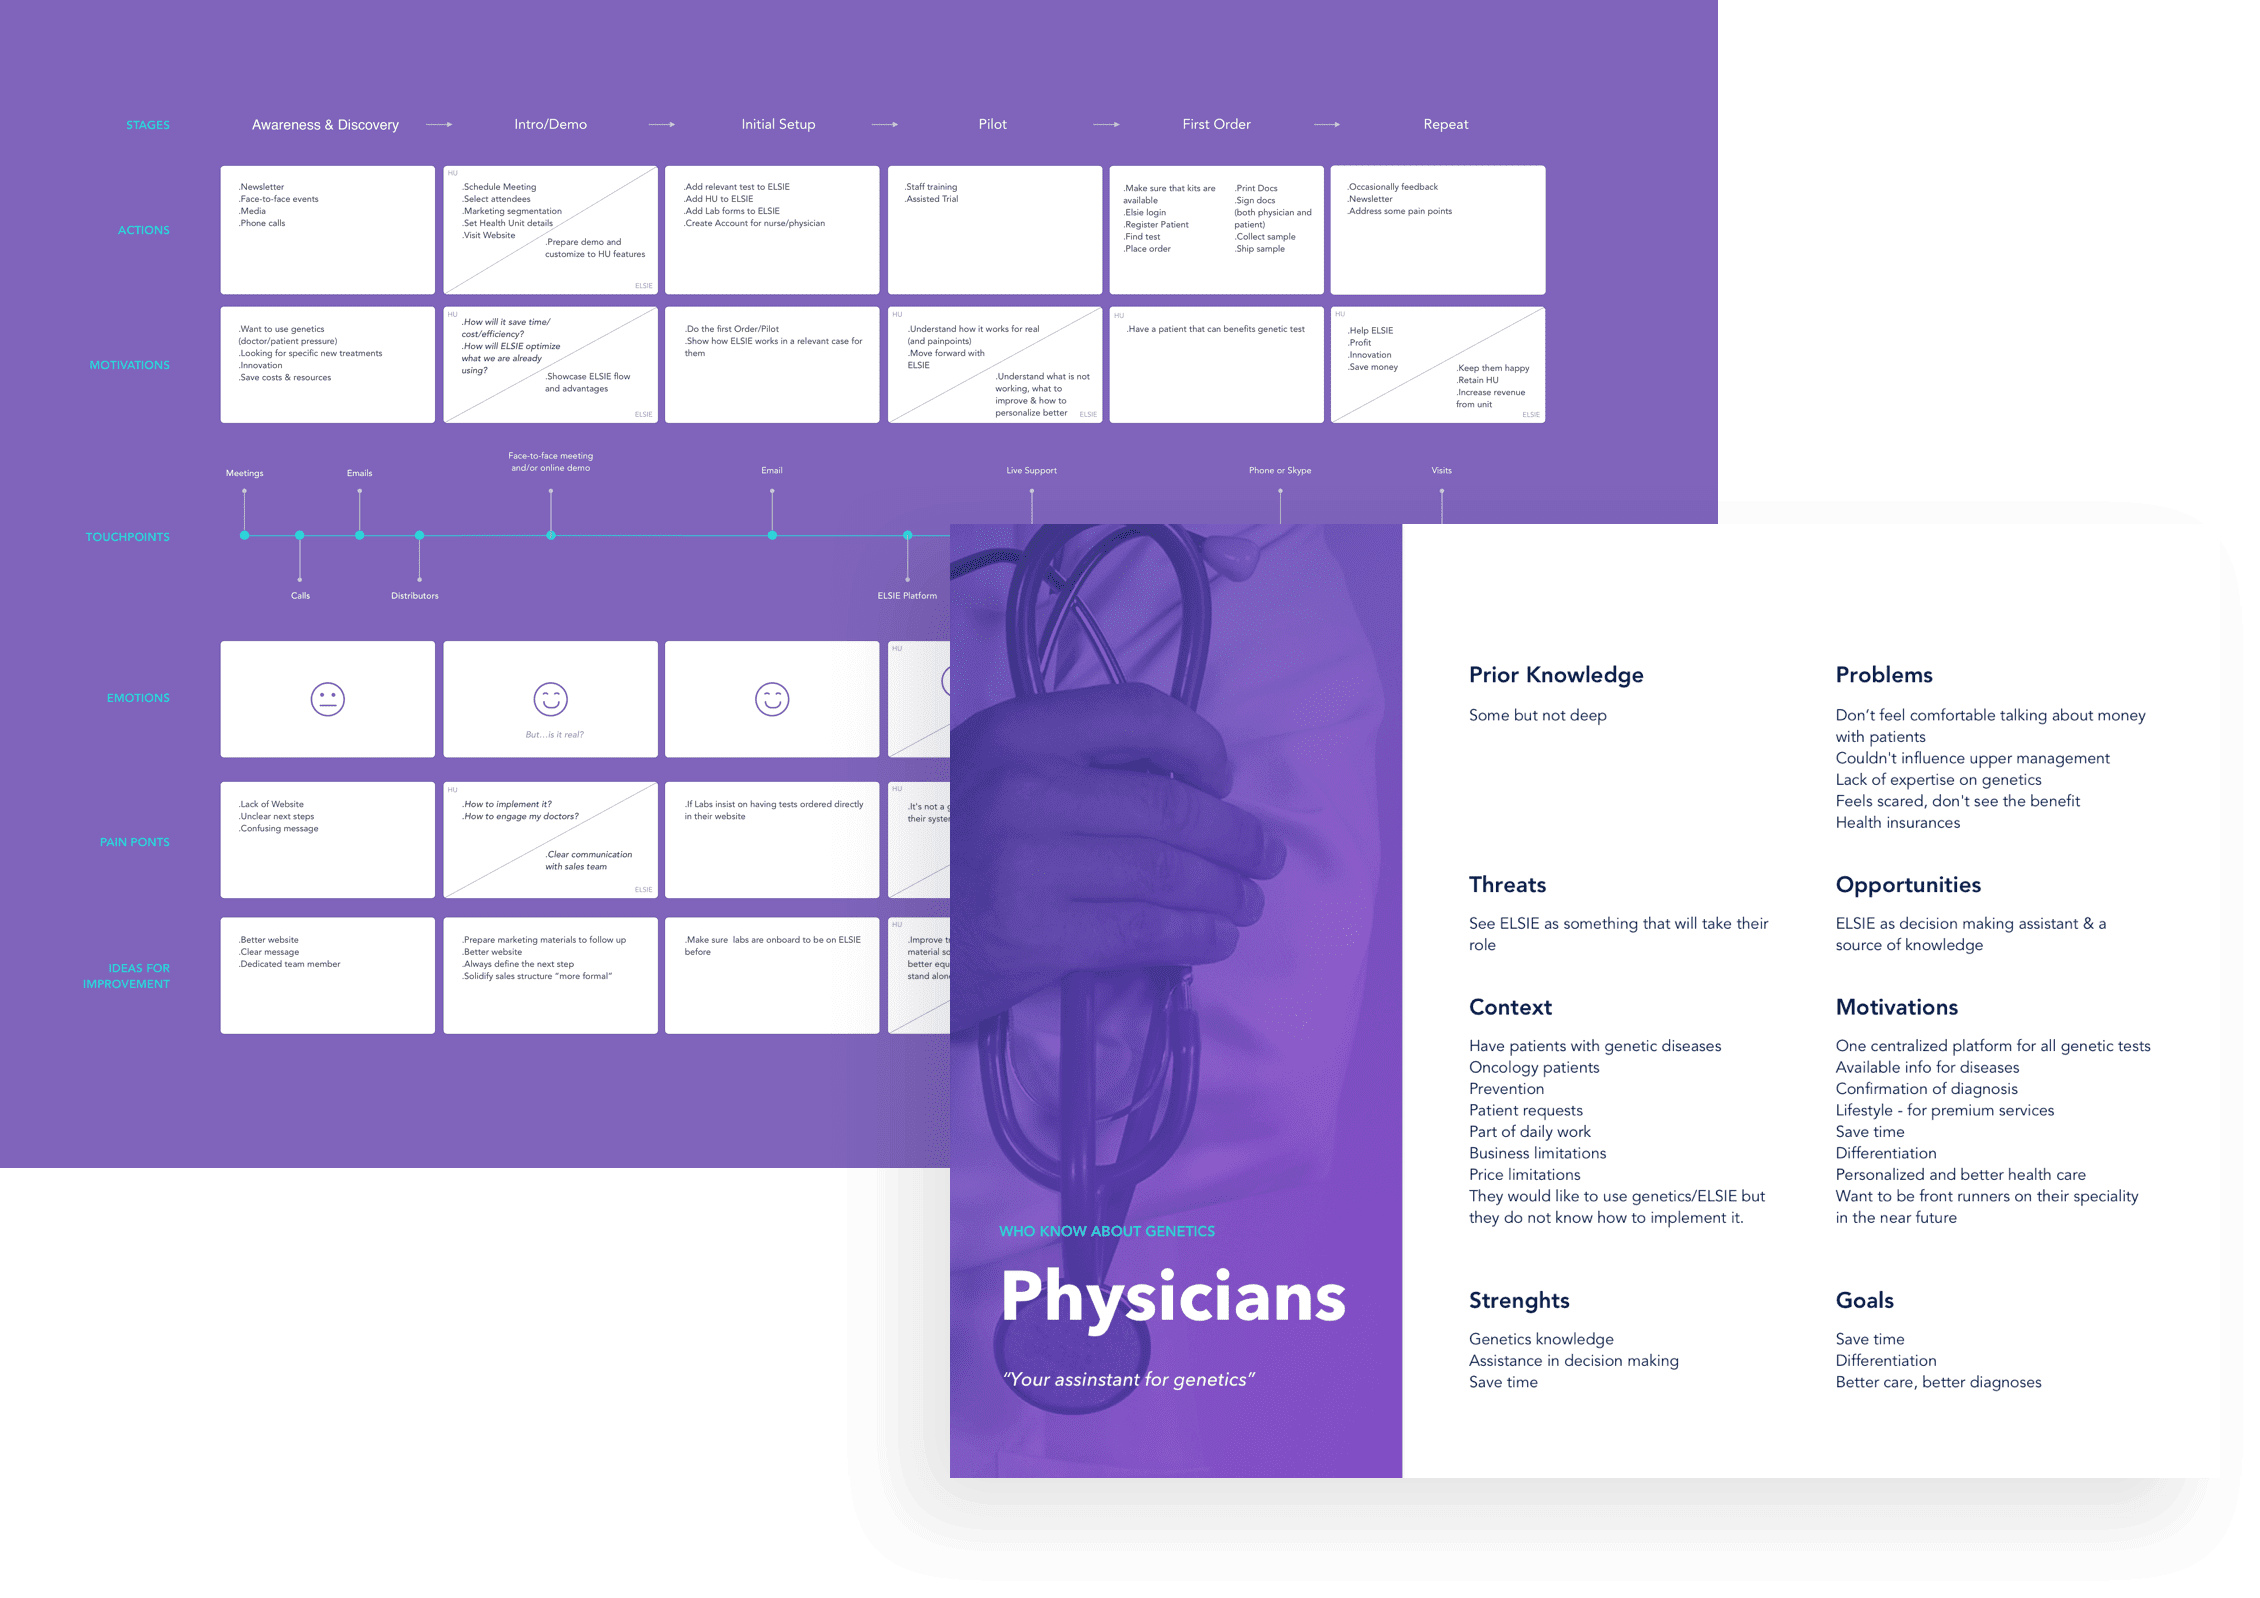 STAGES
Awareness & Discovery
Intro/Demo
Initial Setup
Pilot
First Order
Repeat
ACTIONS
.Newsletter
.Face-to-face events
.Media
.Phone calls
HU
.Schedule Meeting
.Select attendees
.Marketing segmentation
.Set Health Unit details
.Visit Website
.Prepare demo and
customize to HU features
ELSIE
.Add relevant test to ELSIE
.Add HU to ELSIE
.Add Lab forms to ELSIE
.Create Account for nurse/physician
.Staff training
.Assisted Trial
.Make sure that kits are
available
.Elsie login
.Register Patient
.Find test
.Place order
.Print Docs
.Sign docs
(both physician and
patient)
.Collect sample
.Ship sample
.Occasionally feedback
.Newsletter
.Address some pain points
MOTIVATIONS
.Want to use genetics
(doctor/patient pressure)
.Looking for specific new treatments
.Innovation
.Save costs & resources
HU
.How will it save time/
cost/efficiency?
.How will ELSIE optimize
what we are already
using?
.Showcase ELSIE flow
and advantages
ELSIE
.Do the first Order/Pilot
.Show how ELSIE works in a relevant case for
them
HU
.Understand how it works for real
(and painpoints)
.Move forward with
ELSIE
.Understand what is not
working, what to
improve & how to
personalize better
ELSIE
HU
.Have a patient that can benefits genetic test
HU
.Help ELSIE
.Profit
.Innovation
.Save money
.Keep them happy
.Retain HU
.Increase revenue
from unit
ELSIE
TOUCHPOINTS
Meetings
Calls
Emails
Distributors
Face-to-face meeting
and/or online demo
Email
ELSIE Platform
Live Support
Phone or Skype
Visits
EMOTIONS
But...is it real?
HU
PAIN PONTS
.Lack of Website
.Unclear next steps
.Confusing message
HU
.How to implement it?
.How to engage my doctors?
.Clear communication
with sales team
ELSIE
.If Labs insist on having tests ordered directly
in their website
HU
.It's not a
their
IDEAS FOR
IMPROVEMENT
.Better website
.Clear message
.Dedicated team member
.Prepare marketing materials to follow up
.Better website
.Always define the next step
.Solidify sales structure “more formal”
.Make sure labs are onboard to be on ELSIE
before
HU
.Improve
material
better
stand
WHO KNOW ABOUT GENETICS
Physicians
“Your assinstant for genetics”
Prior Knowledge
Some but not deep
Problems
Don’t feel comfortable talking about money
with patients
Couldn't influence upper management
Lack of expertise on genetics
Feels scared, don't see the benefit
Health insurances
Threats
See ELSIE as something that will take their
role
Opportunities
ELSIE as decision making assistant & a
source of knowledge
Context
Have patients with genetic diseases
Oncology patients
Prevention
Patient requests
Part of daily work
Business limitations
Price limitations
They would like to use genetics/ELSIE but
they do not know how to implement it.
Motivations
One centralized platform for all genetic tests
Available info for diseases
Confirmation of diagnosis
Lifestyle - for premium services
Save time
Differentiation
Personalized and better health care
Want to be front runners on their speciality
in the near future
Strenghts
Genetics knowledge
Assistance in decision making
Save time
Goals
Save time
Differentiation
Better care, better diagnoses